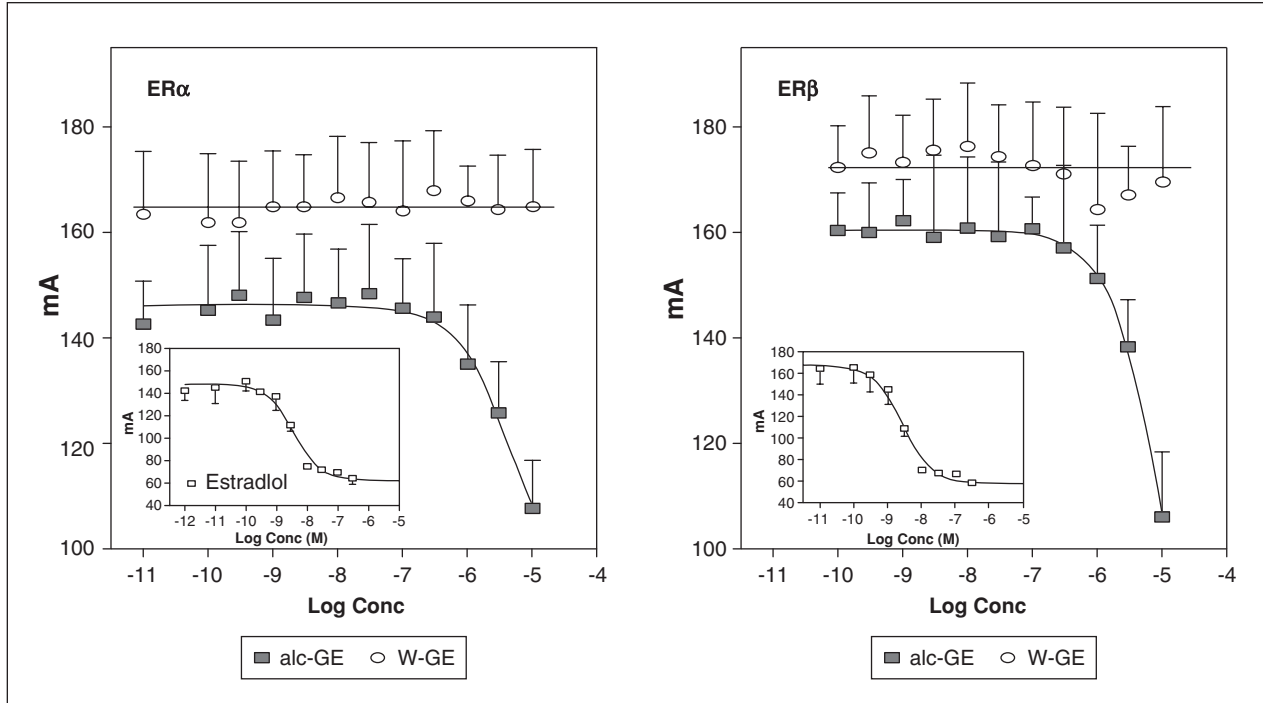 ERα
180
160
140
120
100
mA
-11 -10 -9 -8 -7 -6 -5 -4
Log Conc
180
160
140
120
100
80
60
40
mA
Estradlol
-12 -11 -10 -9 -8 -7 -6 -5
Log Conc (M)
alc-GE W-GE
ERβ
180
160
140
120
100
mA
-11 -10 -9 -8 -7 -6 -5 -4
Log Conc
180
160
140
120
100
80
60
40
mA
-11 -10 -9 -8 -7 -6 -5
Log Conc (M)
alc-GE W-GE